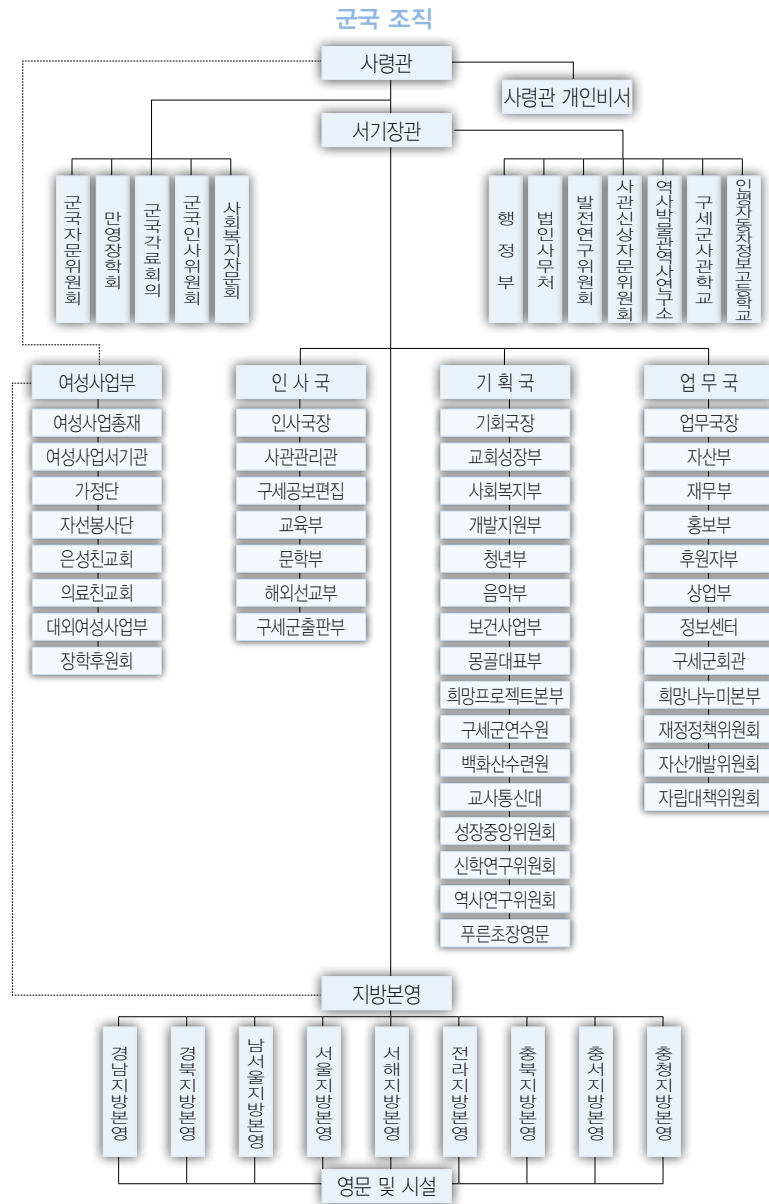 군국 조직
사령관
사령관 개인비서
서기장관
군국자문위원회
만영장학회
군국각료회의
군국인사위원회
사회복지자문회
행정부
법인사무처
발전연구위원회
사관신상자문위원회
역사박물관역사연구소
구세군사관학교
인평자동차정보고등학교
여성사업부
여성사업총재
여성사업서기관
가정단
자선봉사단
은성친교회
의료친교회
대외여성사업부
장학후원회
인 사 국
인사국장
사관관리관
구세공보편집
교육부
문학부
해외선교부
구세군출판부
기 획 국
기회국장
교회성장부
사회복지부
개발지원부
청년부
음악부
보건사업부
몽골대표부
희망프로젝트본부
구세군연수원
백화산수련원
교사통신대
성장중앙위원회
신학연구위원회
역사연구위원회
푸른초장영문
업 무 국
업무국장
자산부
재무부
홍보부
후원자부
상업부
정보센터
구세군회관
희망나누미본부
재정정책위원회
자산개발위원회
자립대책위원회
지방본영
경남지방본영
경북지방본영
남서울지방본영
서울지방본영
서해지방본영
전라지방본영
충북지방본영
충서지방본영
충청지방본영
영문 및 시설